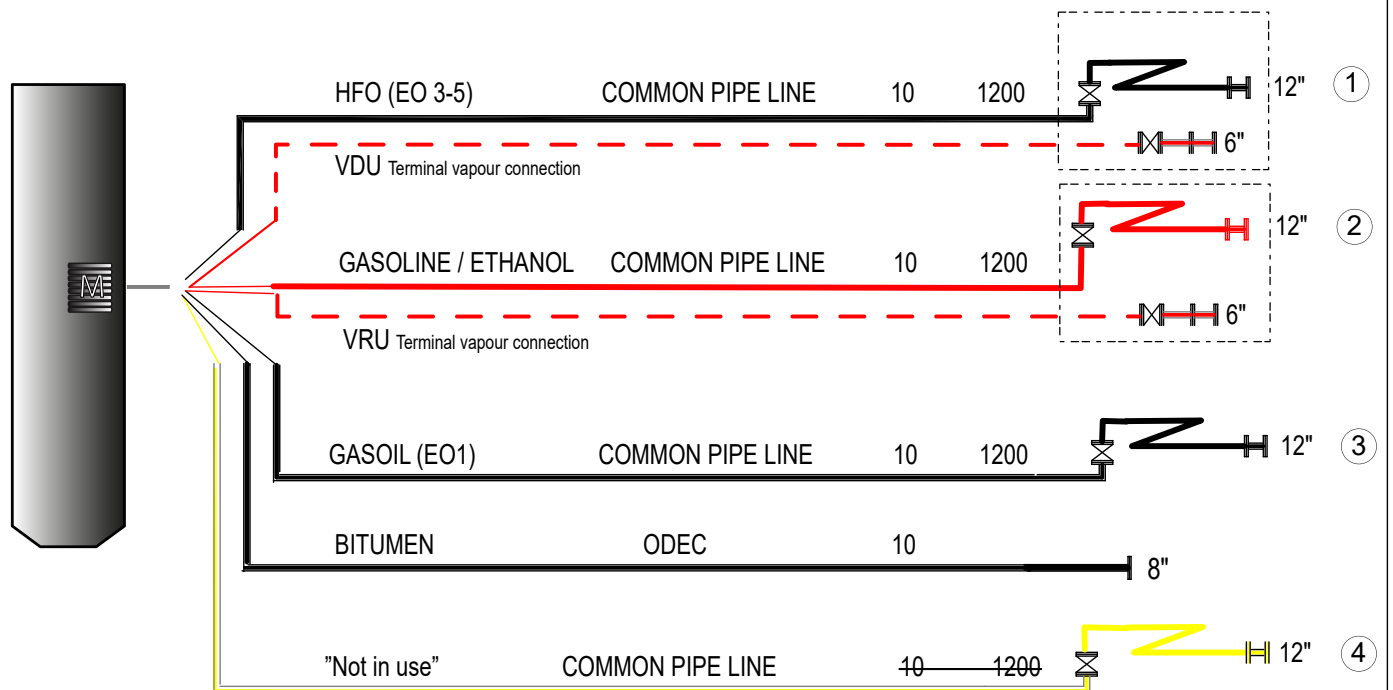 HFO (EO 3-5) COMMON PIPE LINE 10 1200 12" 1
VDU Terminal vapour connection 6"
GASOLINE / ETHANOL COMMON PIPE LINE 10 1200 12" 2
VRU Terminal vapour connection 6"
M
GASOIL (EO1) COMMON PIPE LINE 10 1200 12" 3
BITUMEN ODEC 10 8"
”Not in use” COMMON PIPE LINE 10 1200 12" 4